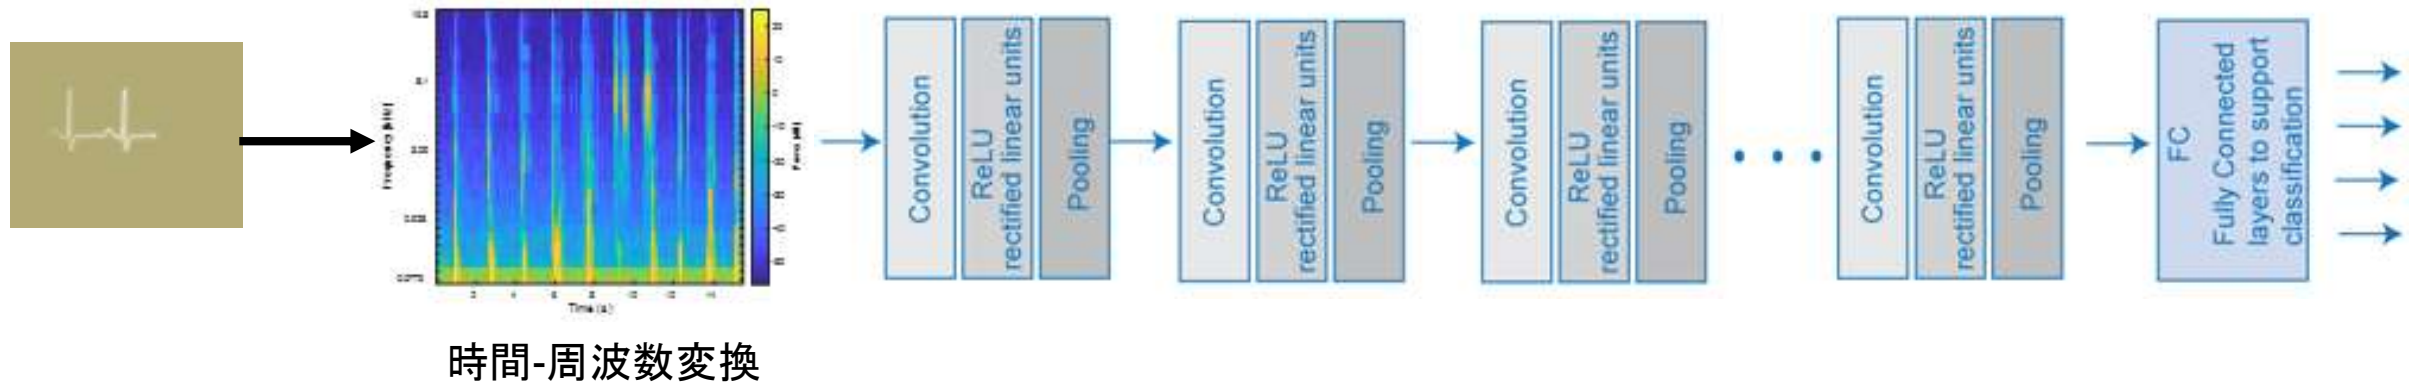 Time (s)
Convolution
ReLU
rectified linear units
Pooling
Convolution
ReLU
rectified linear units
Pooling
Convolution
ReLU
rectified linear units
Pooling
Convolution
ReLU
rectified linear units
Pooling
FC
Fully Connected
layers to support
classification
時間-周波数変換